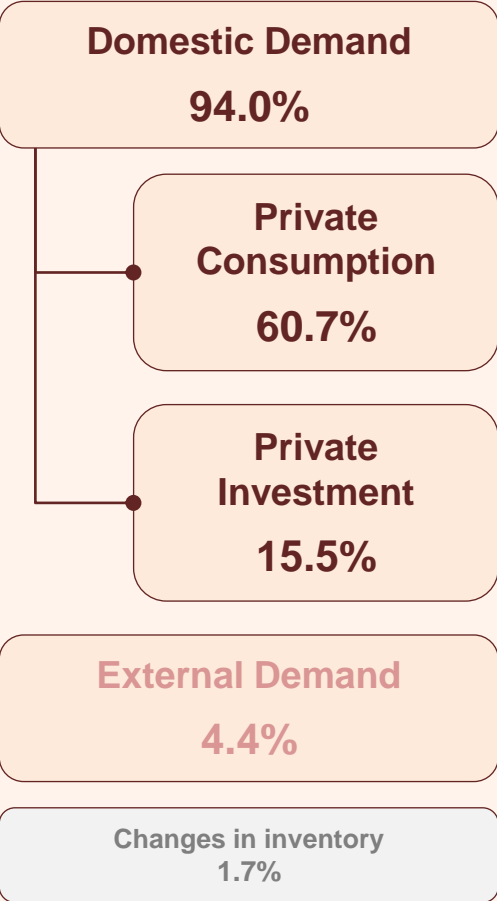 Domestic Demand
94.0%
Private
Consumption
60.7%
Private
Investment
15.5%
External Demand
4.4%
Changes in inventory
1.7%